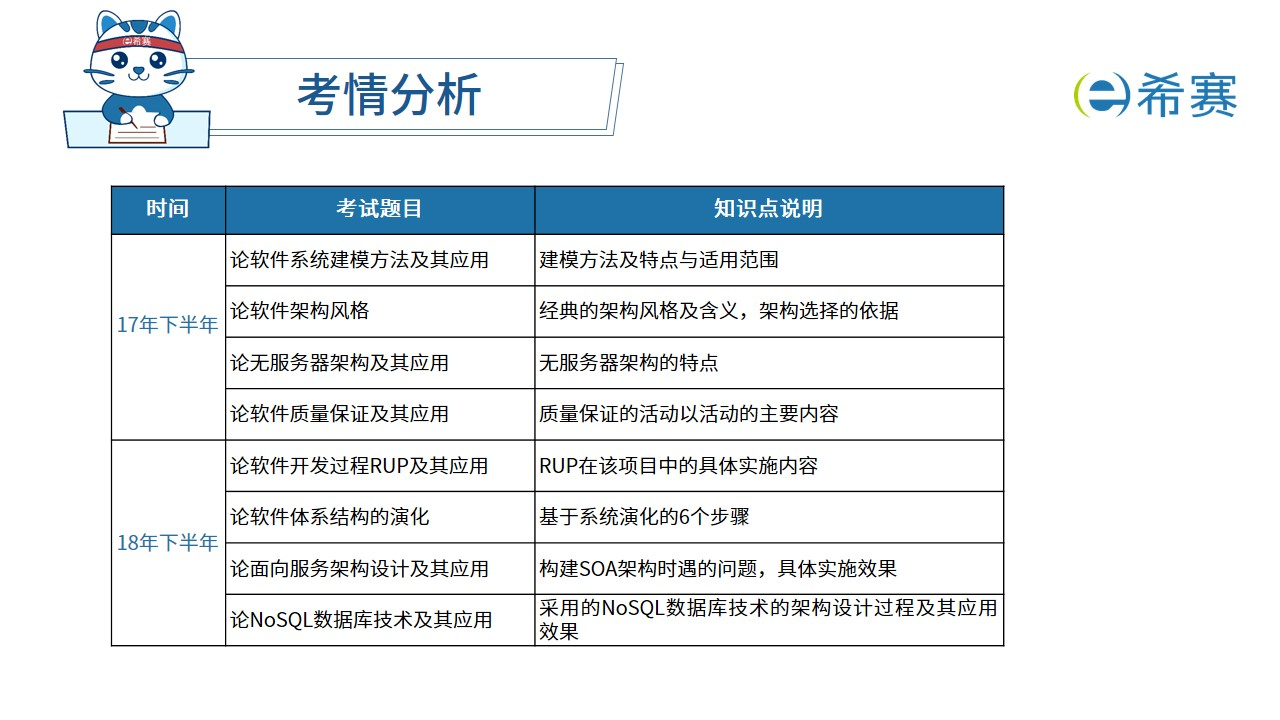 希赛
考情分析
希赛
时间 考试题目 知识点说明
17年下半年
论软件系统建模方法及其应用 建模方法及特点与适用范围
论软件架构风格 经典的架构风格及含义，架构选择的依据
论无服务器架构及其应用 无服务器架构的特点
论软件质量保证及其应用 质量保证的活动以活动的主要内容
18年下半年
论软件开发过程RUP及其应用 RUP在该项目中的具体实施内容
论软件体系结构的演化 基于系统演化的6个步骤
论面向服务架构设计及其应用 构建SOA架构时遇的问题，具体实施效果
论NoSQL数据库技术及其应用 采用的NoSQL数据库技术的架构设计过程及其应用
效果